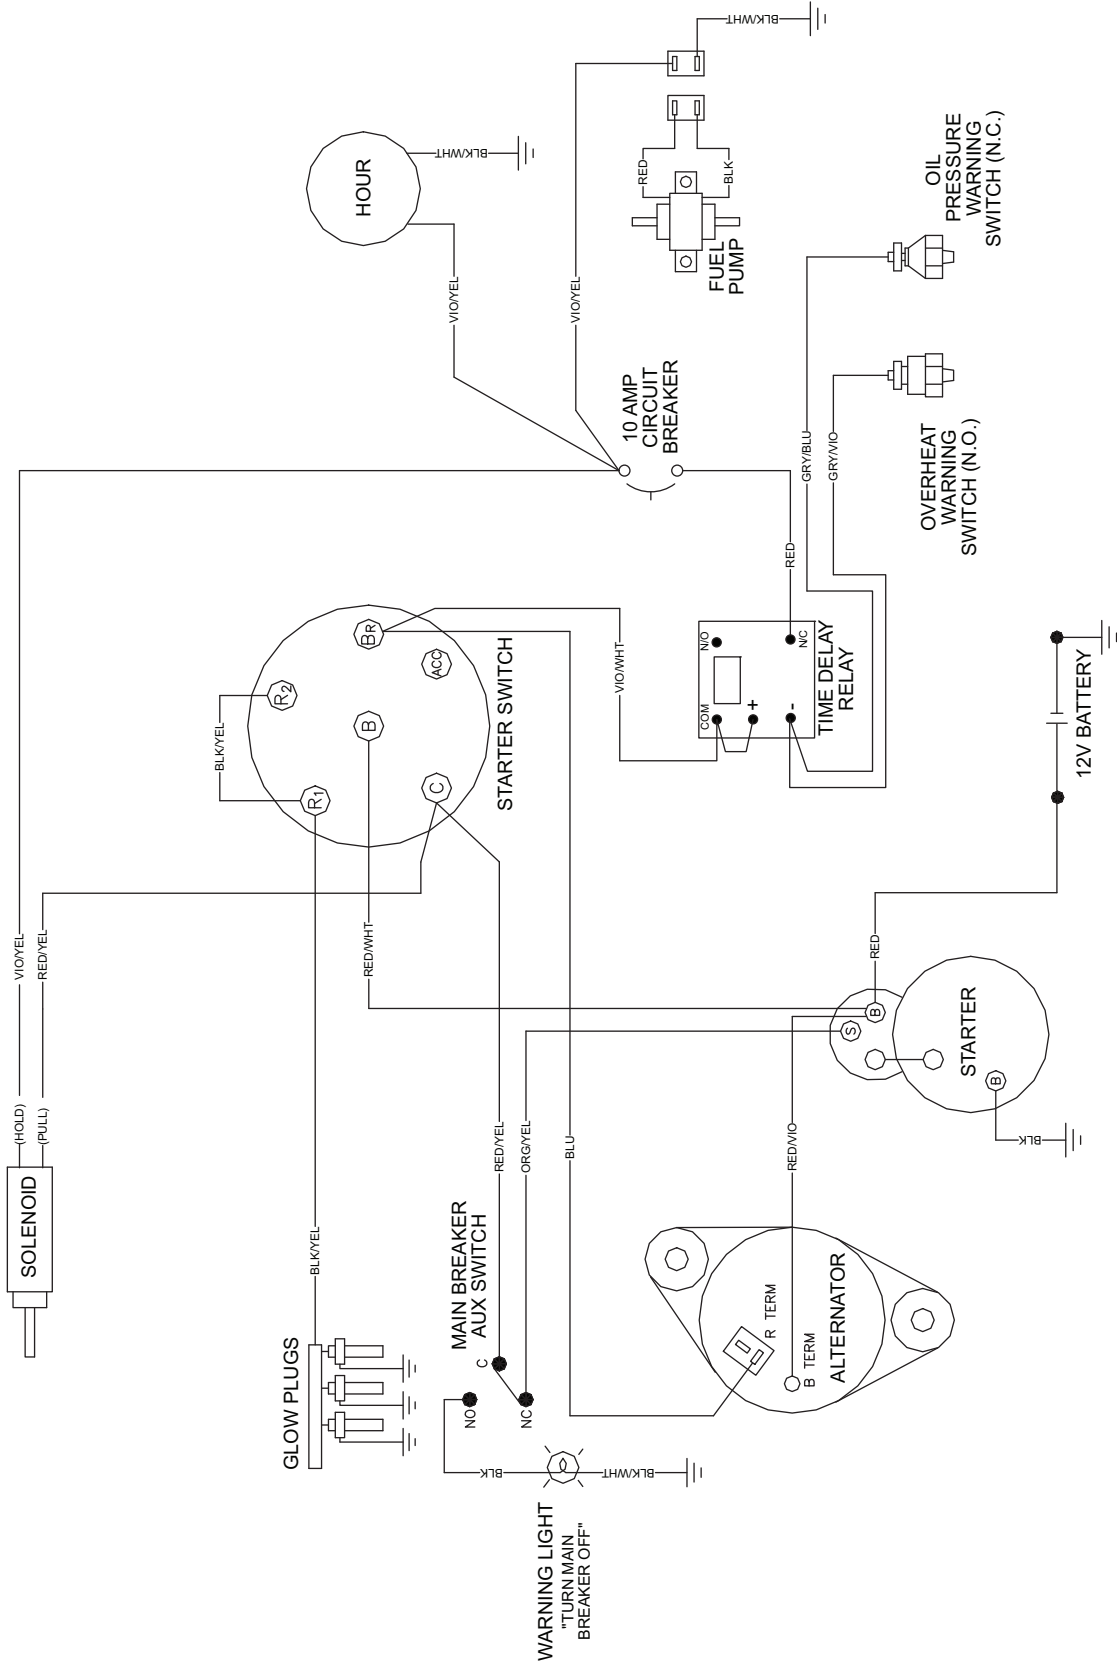 SOLENOID
(HOLD)
(PULL)
VIO/YEL
RED/YEL
GLOW PLUGS
BLK/YEL
BLK/YEL
R1
R2
B
BR
C
ACC
STARTER SWITCH
RED/WHT
HOUR
BLK/WHT
VIO/YEL
MAIN BREAKER
AUX SWITCH
NO
C
NC
RED/YEL
ORG/YEL
BLK
BLK/WHT
WARNING LIGHT
"TURN MAIN
BREAKER OFF"
BLU
VIO/WHT
VIO/YEL
10 AMP
CIRCUIT
BREAKER
RED
BLK
FUEL
PUMP
BLK/WHT
R TERM
B TERM
ALTERNATOR
RED/VIO
COM
N/O
+
-
N/C
TIME DELAY
RELAY
RED
GRY/BLU
GRY/VIO
S
B
B
STARTER
BLK
RED
12V BATTERY
OVERHEAT
WARNING
SWITCH (N.O.)
OIL
PRESSURE
WARNING
SWITCH (N.C.)